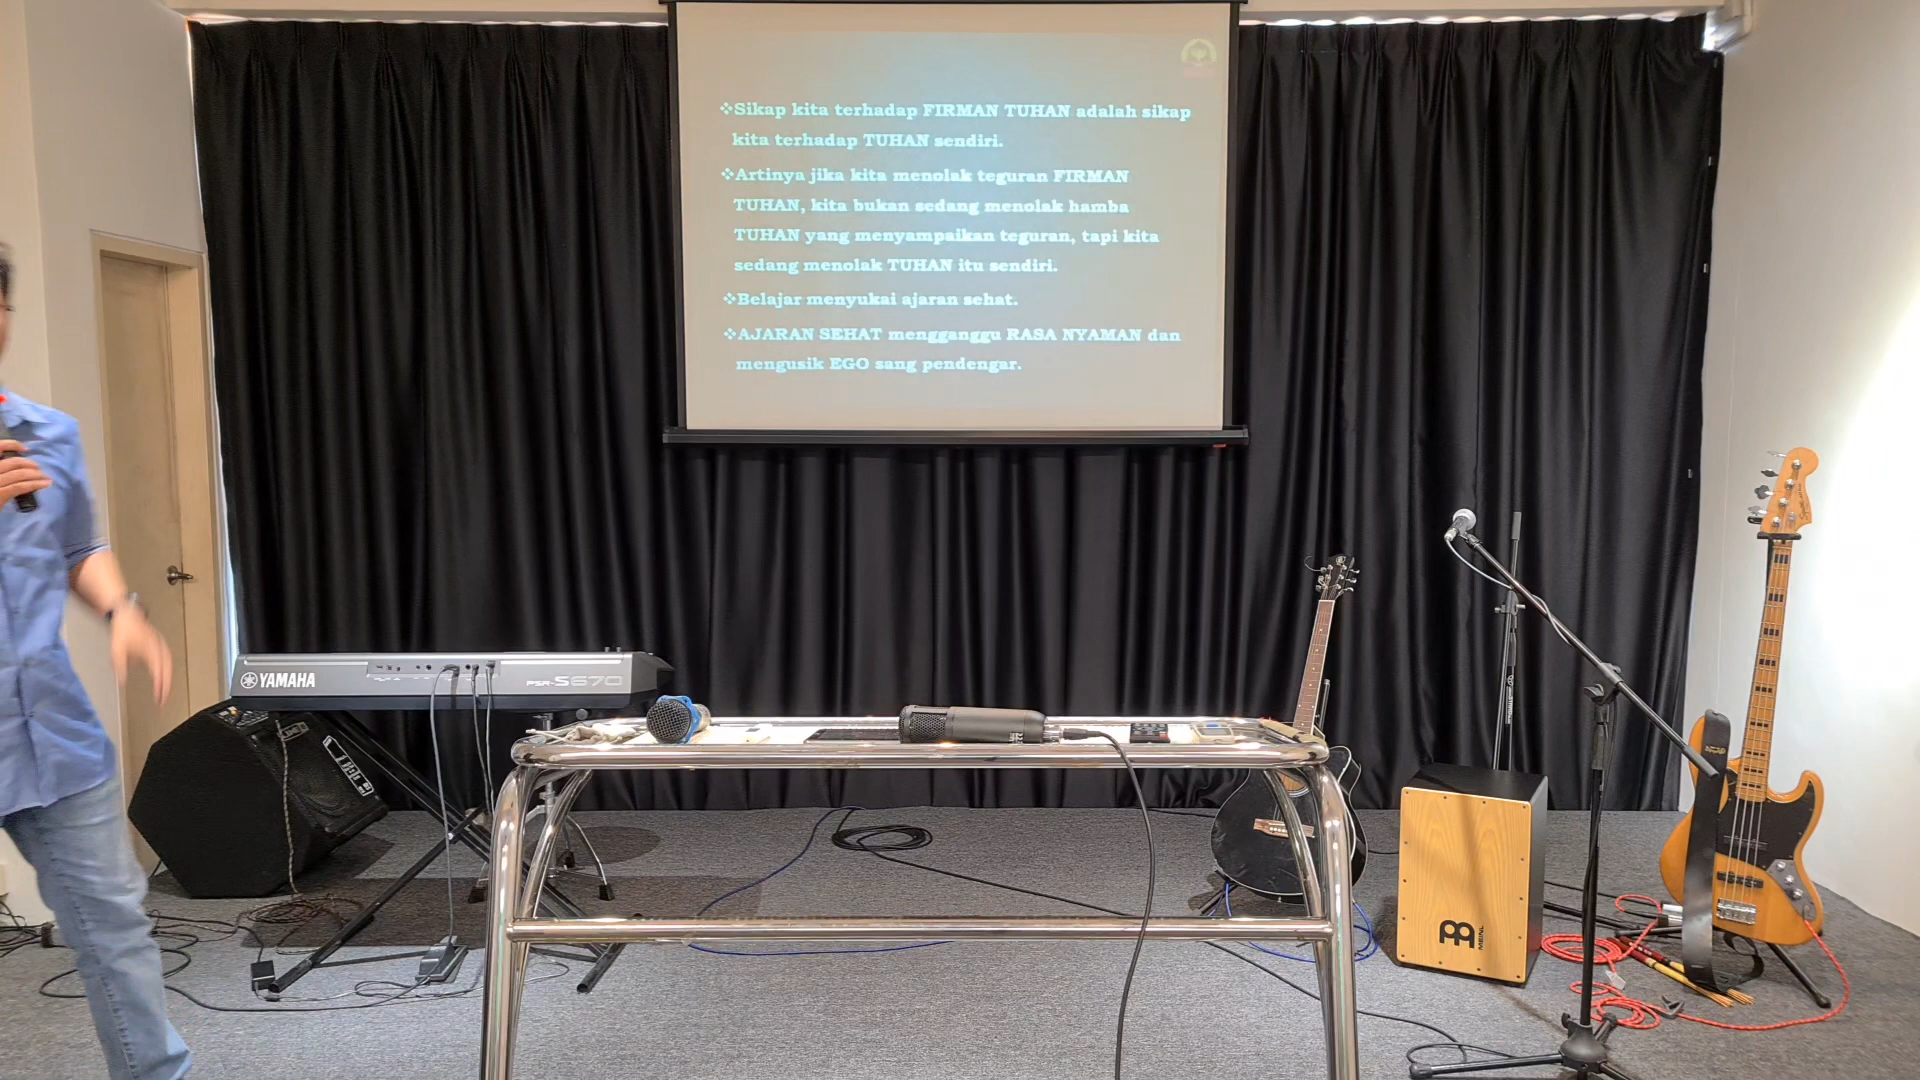 ❖Sikap kita terhadap FIRMAN TUHAN adalah sikap
kita terhadap TUHAN sendiri.
❖Artinya jika kita menolak teguran FIRMAN
TUHAN, kita bukan sedang menolak hamba
TUHAN yang menyampaikan teguran, tapi kita
sedang menolak TUHAN itu sendiri.
❖Belajar menyukai ajaran sehat.
❖AJARAN SEHAT mengganggu RASA NYAMAN dan
mengusik EGO sang pendengar.
YAMAHA
PSR-S670
MEINL